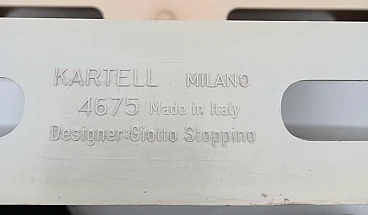 KARTELL MILANO
4675 Made in Italy
Designer:Giotto Stoppino